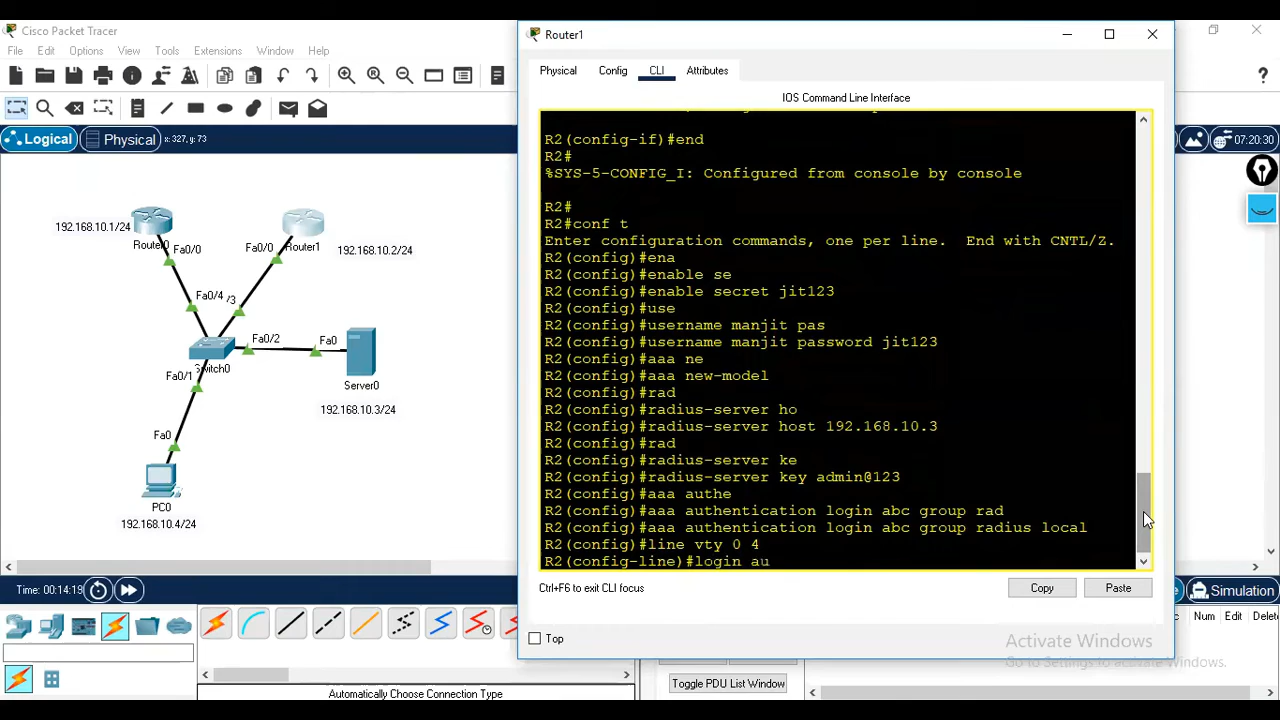 Cisco Packet Tracer
File Edit Options View Tools Extensions Window Help
Logical Physical x: 327, y: 73
07:20:30
192.168.10.1/24
Router0
Fa0/0
Fa0/0
Router1
192.168.10.2/24
Fa0/4
/3
Fa0/2
Fa0
Switch0
Fa0/1
Server0
192.168.10.3/24
Fa0
PC0
192.168.10.4/24
Time: 00:14:19
Automatically Choose Connection Type
Router1
Physical Config CLI Attributes
IOS Command Line Interface
R2(config-if)#end
R2#
%SYS-5-CONFIG_I: Configured from console by console
R2#
R2#conf t
Enter configuration commands, one per line.  End with CNTL/Z.
R2(config)#ena
R2(config)#enable se
R2(config)#enable secret jit123
R2(config)#use
R2(config)#username manjit pas
R2(config)#username manjit password jit123
R2(config)#aaa ne
R2(config)#aaa new-model
R2(config)#rad
R2(config)#radius-server ho
R2(config)#radius-server host 192.168.10.3
R2(config)#rad
R2(config)#radius-server ke
R2(config)#radius-server key admin@123
R2(config)#aaa authe
R2(config)#aaa authentication login abc group rad
R2(config)#aaa authentication login abc group radius local
R2(config)#line vty 0 4
R2(config-line)#login au
Ctrl+F6 to exit CLI focus
Copy Paste
Top
Activate Windows
Go to Settings to activate Windows.
Simulation
Num Edit
Toggle PDU List Window